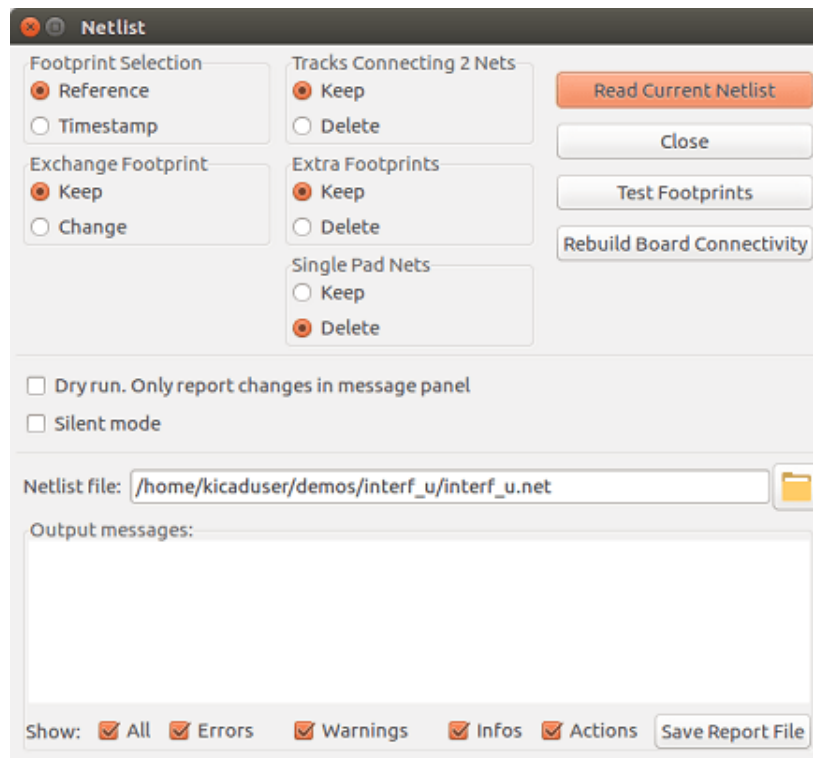 Netlist
Footprint Selection
Reference
Timestamp
Exchange Footprint
Keep
Change
Tracks Connecting 2 Nets
Keep
Delete
Extra Footprints
Keep
Delete
Single Pad Nets
Keep
Delete
Read Current Netlist
Close
Test Footprints
Rebuild Board Connectivity
Dry run. Only report changes in message panel
Silent mode
Netlist file: /home/kicaduser/demos/interf_u/interf_u.net
Output messages:
Show: All Errors Warnings Infos Actions Save Report File